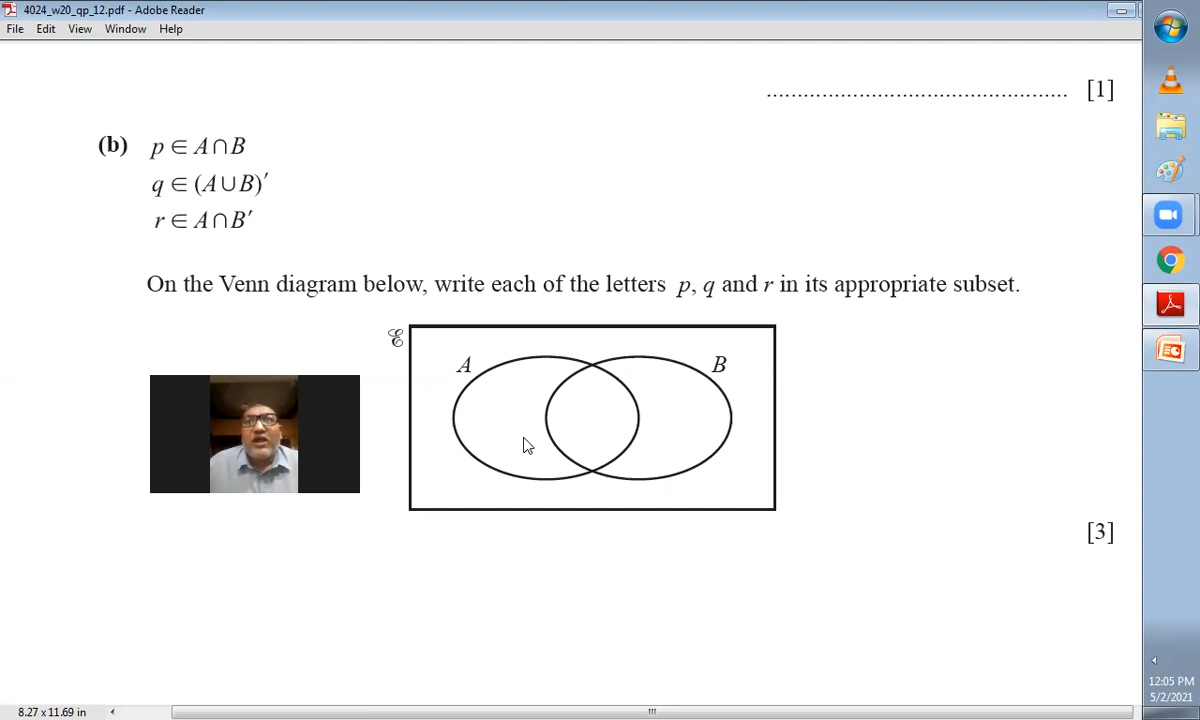 4024_w20_qp_12.pdf - Adobe Reader
File Edit View Window Help
.................................................. [1]
(b) p ∈ A∩B
q ∈ (A∪B)′
r ∈ A∩B′
On the Venn diagram below, write each of the letters p, q and r in its appropriate subset.
ℰ
A B
[3]
12:05 PM
5/2/2021
8.27 x 11.69 in